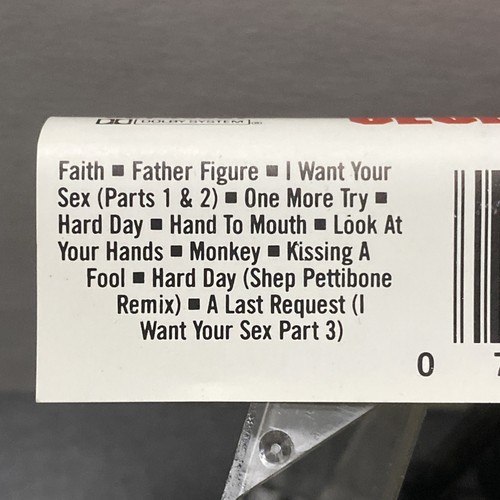 DOLBY SYSTEM
Faith ■ Father Figure ■ I Want Your
Sex (Parts 1 & 2) ■ One More Try ■
Hard Day ■ Hand To Mouth ■ Look At
Your Hands ■ Monkey ■ Kissing A
Fool ■ Hard Day (Shep Pettibone
Remix) ■ A Last Request (I
Want Your Sex Part 3)
0 7